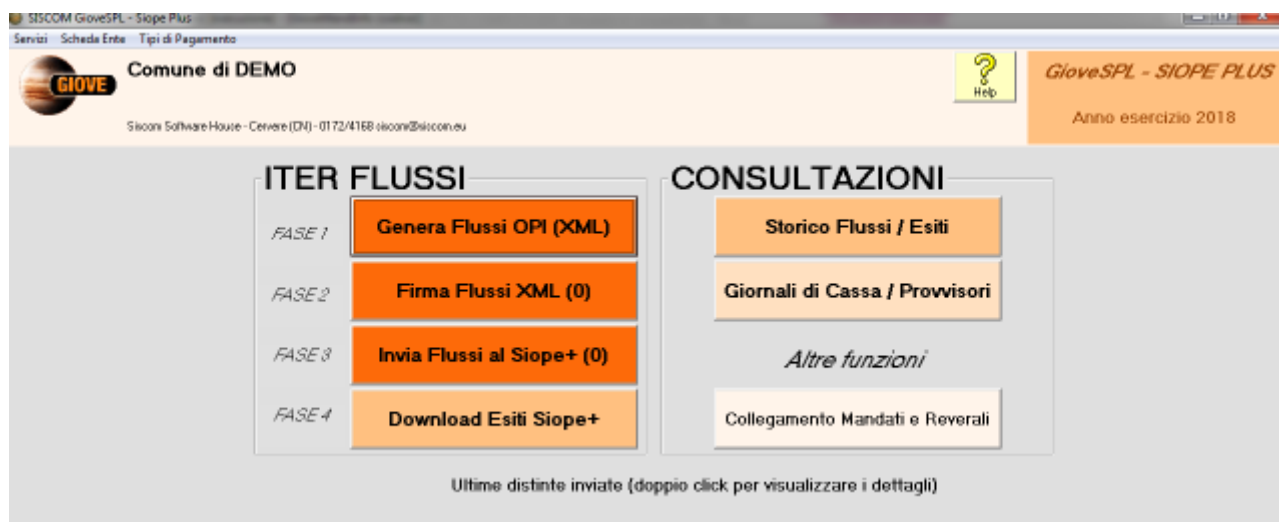 SISCOM GioveSPL - Siope Plus
Servizi Scheda Ente Tipi di Pagamento
GIOVE
Comune di DEMO
Help
GioveSPL - SIOPE PLUS
Anno esercizio 2018
Siscom Software House - Cervere (CN) - 0172/4168 siscom@siscom.eu
ITER FLUSSI
FASE 1
Genera Flussi OPI (XML)
FASE 2
Firma Flussi XML (0)
FASE 3
Invia Flussi al Siope+ (0)
FASE 4
Download Esiti Siope+
CONSULTAZIONI
Storico Flussi / Esiti
Giornali di Cassa / Provvisori
Altre funzioni
Collegamento Mandati e Reverali
Ultime distinte inviate (doppio click per visualizzare i dettagli)